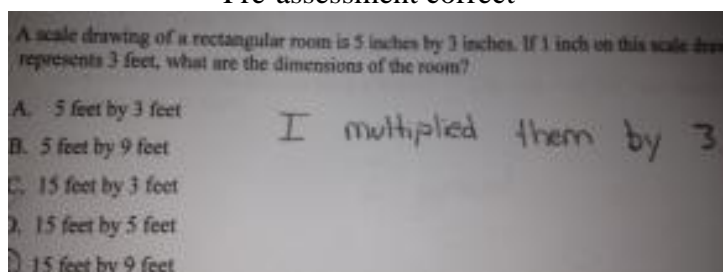 Pre-assessment correct
A scale drawing of a rectangular room is 5 inches by 3 inches. If 1 inch on this scale
represents 3 feet, what are the dimensions of the room?
A. 5 feet by 3 feet
B. 5 feet by 9 feet
C. 15 feet by 3 feet
D. 15 feet by 5 feet
15 feet by 9 feet
I multiplied them by 3